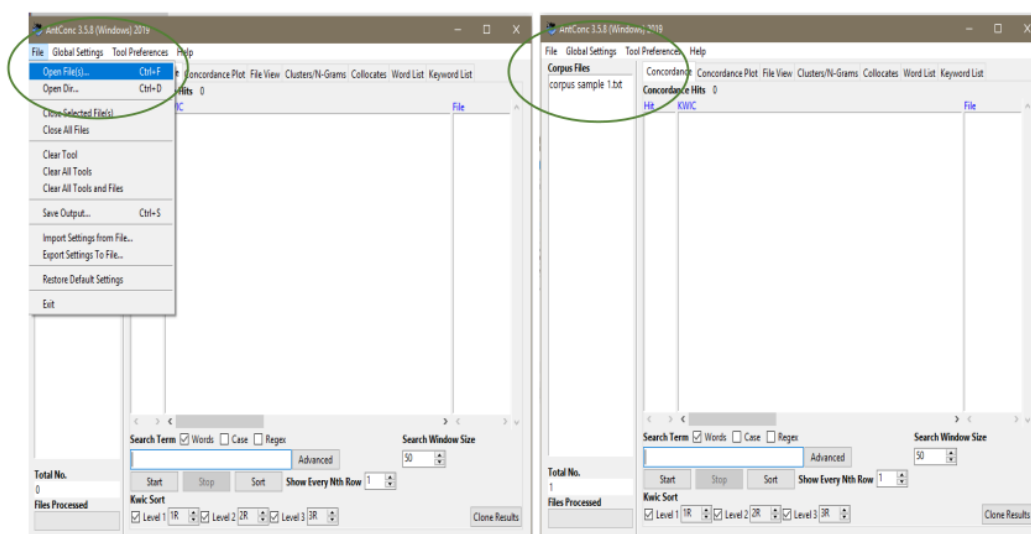 AntConc 3.5.8 (Windows) 2019
File Global Settings Tool Preferences Help
Open File(s)... Ctrl+F
Open Dir... Ctrl+D
Close Selected File(s)
Close All Files
Clear Tool
Clear All Tools
Clear All Tools and Files
Save Output... Ctrl+S
Import Settings from File...
Export Settings To File...
Restore Default Settings
Exit
Concordance Plot File View Clusters/N-Grams Collocates Word List Keyword List
Hits 0
File
Search Term Words Case Regex Search Window Size
Advanced 50
Start Stop Sort Show Every Nth Row 1
Kwic Sort
Level 1 1R Level 2 2R Level 3 3R Clone Results
Total No.
0
Files Processed
AntConc 3.5.8 (Windows) 2019
File Global Settings Tool Preferences Help
Corpus Files
corpus sample 1.txt
Concordance Concordance Plot File View Clusters/N-Grams Collocates Word List Keyword List
Concordance Hits 0
Hit KWIC File
Search Term Words Case Regex Search Window Size
Advanced 50
Start Stop Sort Show Every Nth Row 1
Kwic Sort
Level 1 1R Level 2 2R Level 3 3R Clone Results
Total No.
1
Files Processed